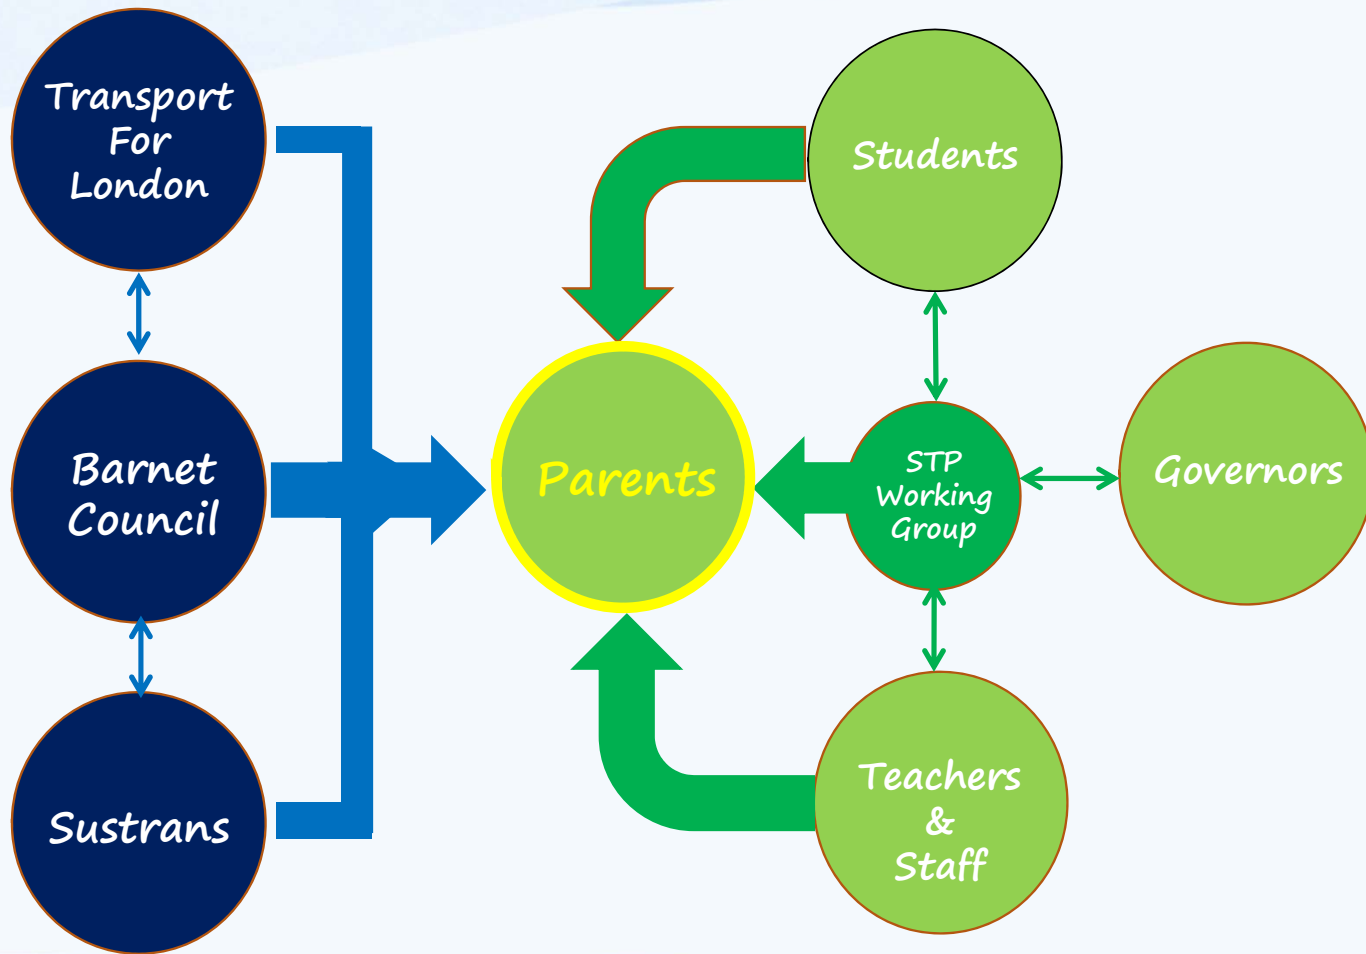 Transport
For
London
Students
Barnet
Council
Parents
STP
Working
Group
Governors
Sustrans
Teachers
&
Staff